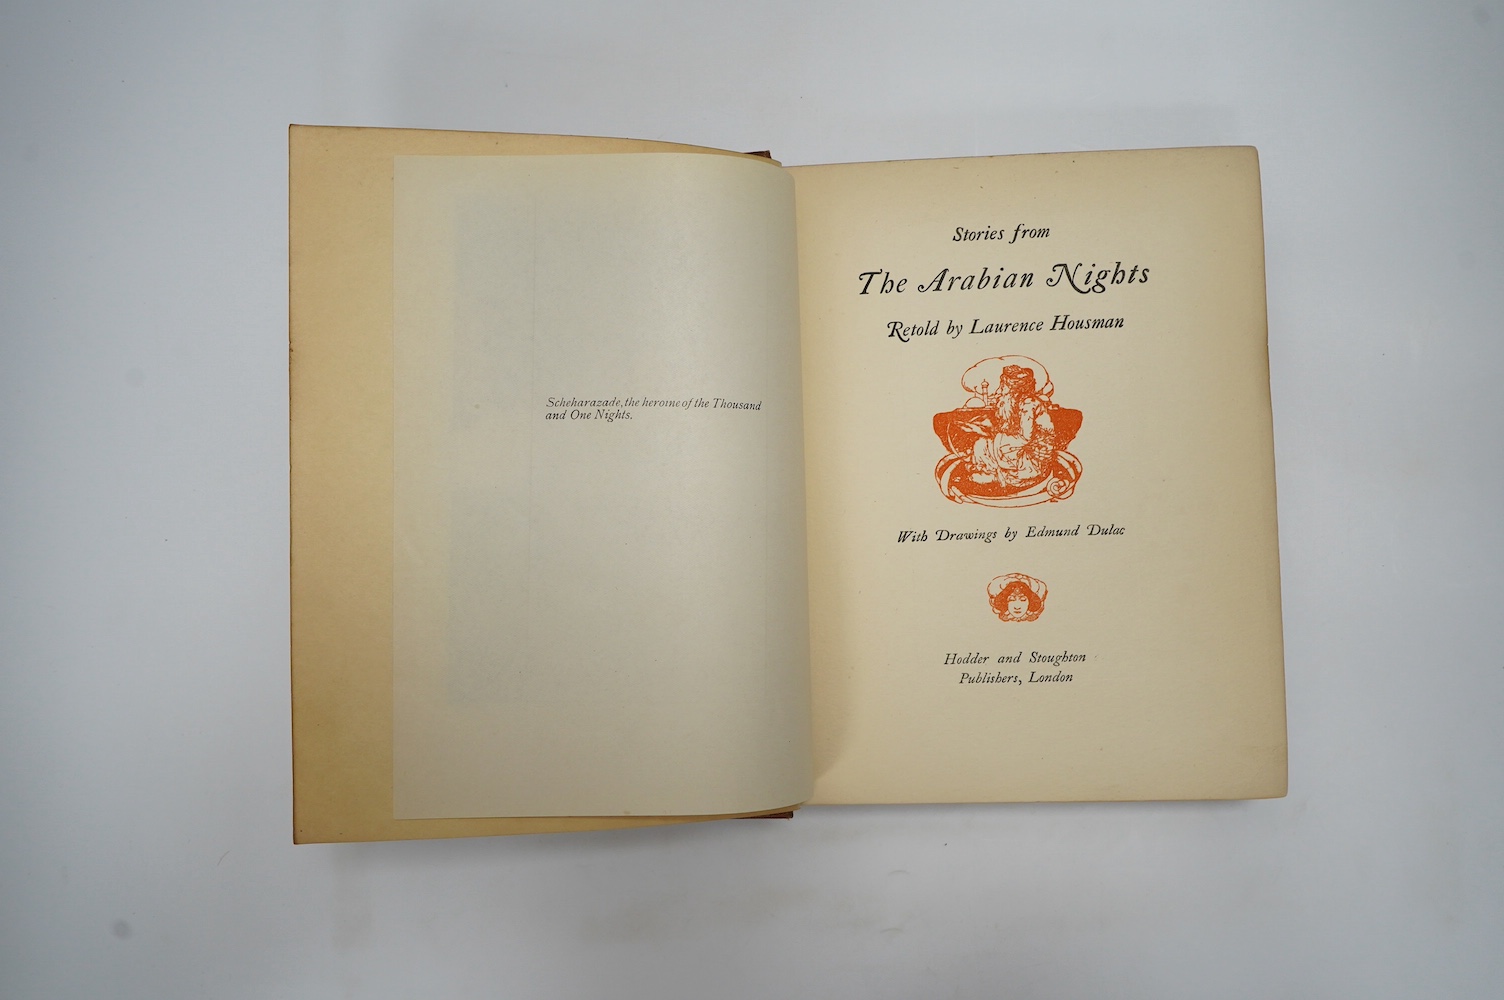 Scheharazade, the heroine of the Thousand
and One Nights.
Stories from
The Arabian Nights
Retold by Laurence Housman
With Drawings by Edmund Dulac
Hodder and Stoughton
Publishers, London